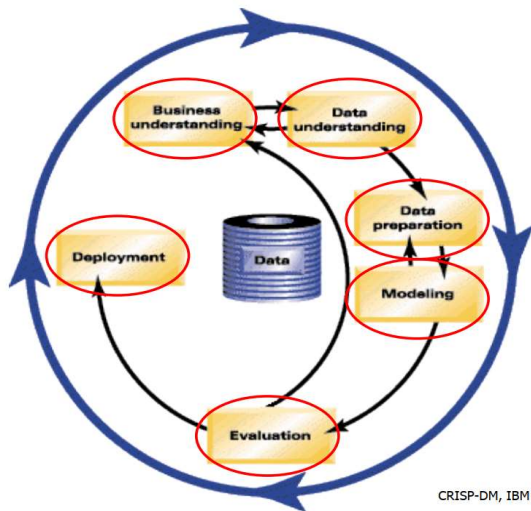 Business
understanding
Data
understanding
Data
preparation
Modeling
Deployment
Data
Evaluation
CRISP-DM, IBM